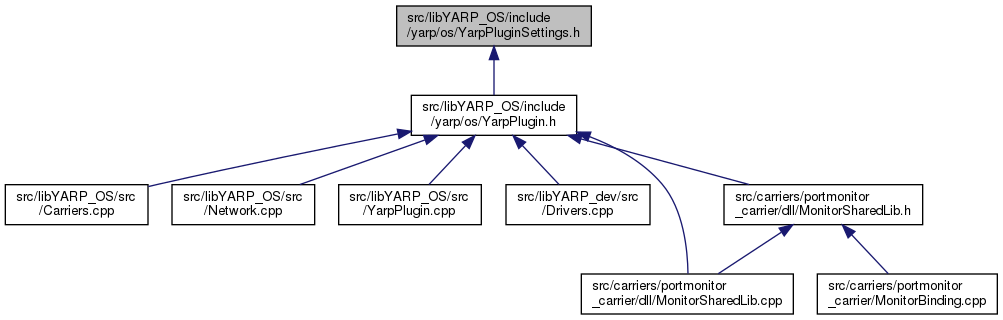 src/libYARP_OS/include
/yarp/os/YarpPluginSettings.h
src/libYARP_OS/include
/yarp/os/YarpPlugin.h
src/libYARP_OS/src
/Carriers.cpp
src/libYARP_OS/src
/Network.cpp
src/libYARP_OS/src
/YarpPlugin.cpp
src/libYARP_dev/src
/Drivers.cpp
src/carriers/portmonitor
_carrier/dll/MonitorSharedLib.h
src/carriers/portmonitor
_carrier/dll/MonitorSharedLib.cpp
src/carriers/portmonitor
_carrier/MonitorBinding.cpp